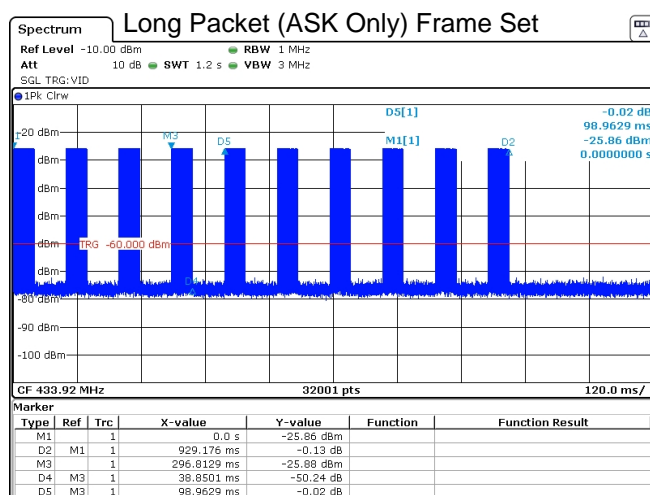 Long Packet (ASK Only) Frame Set
Spectrum
Ref Level -10.00 dBm RBW 1 MHz
Att 10 dB SWT 1.2 s VBW 3 MHz
SGL TRG:VID
1Pk Clrw
D5[1] -0.02 dB
98.9629 ms
M1[1] -25.86 dBm
0.0000000 s
-20 dBm
M3
D5
D2
dBm
dBm
dBm
dBm
TRG -60.000 dBm
dBm
D4
-80 dBm
-90 dBm
-100 dBm
CF 433.92 MHz 32001 pts 120.0 ms/
Marker
Type Ref Trc X-value Y-value Function Function Result
M1 1 0.0 s -25.86 dBm
D2 M1 1 929.176 ms -0.13 dB
M3 1 296.8129 ms -25.88 dBm
D4 M3 1 38.8501 ms -50.24 dB
D5 M3 1 98.9629 ms -0.02 dB